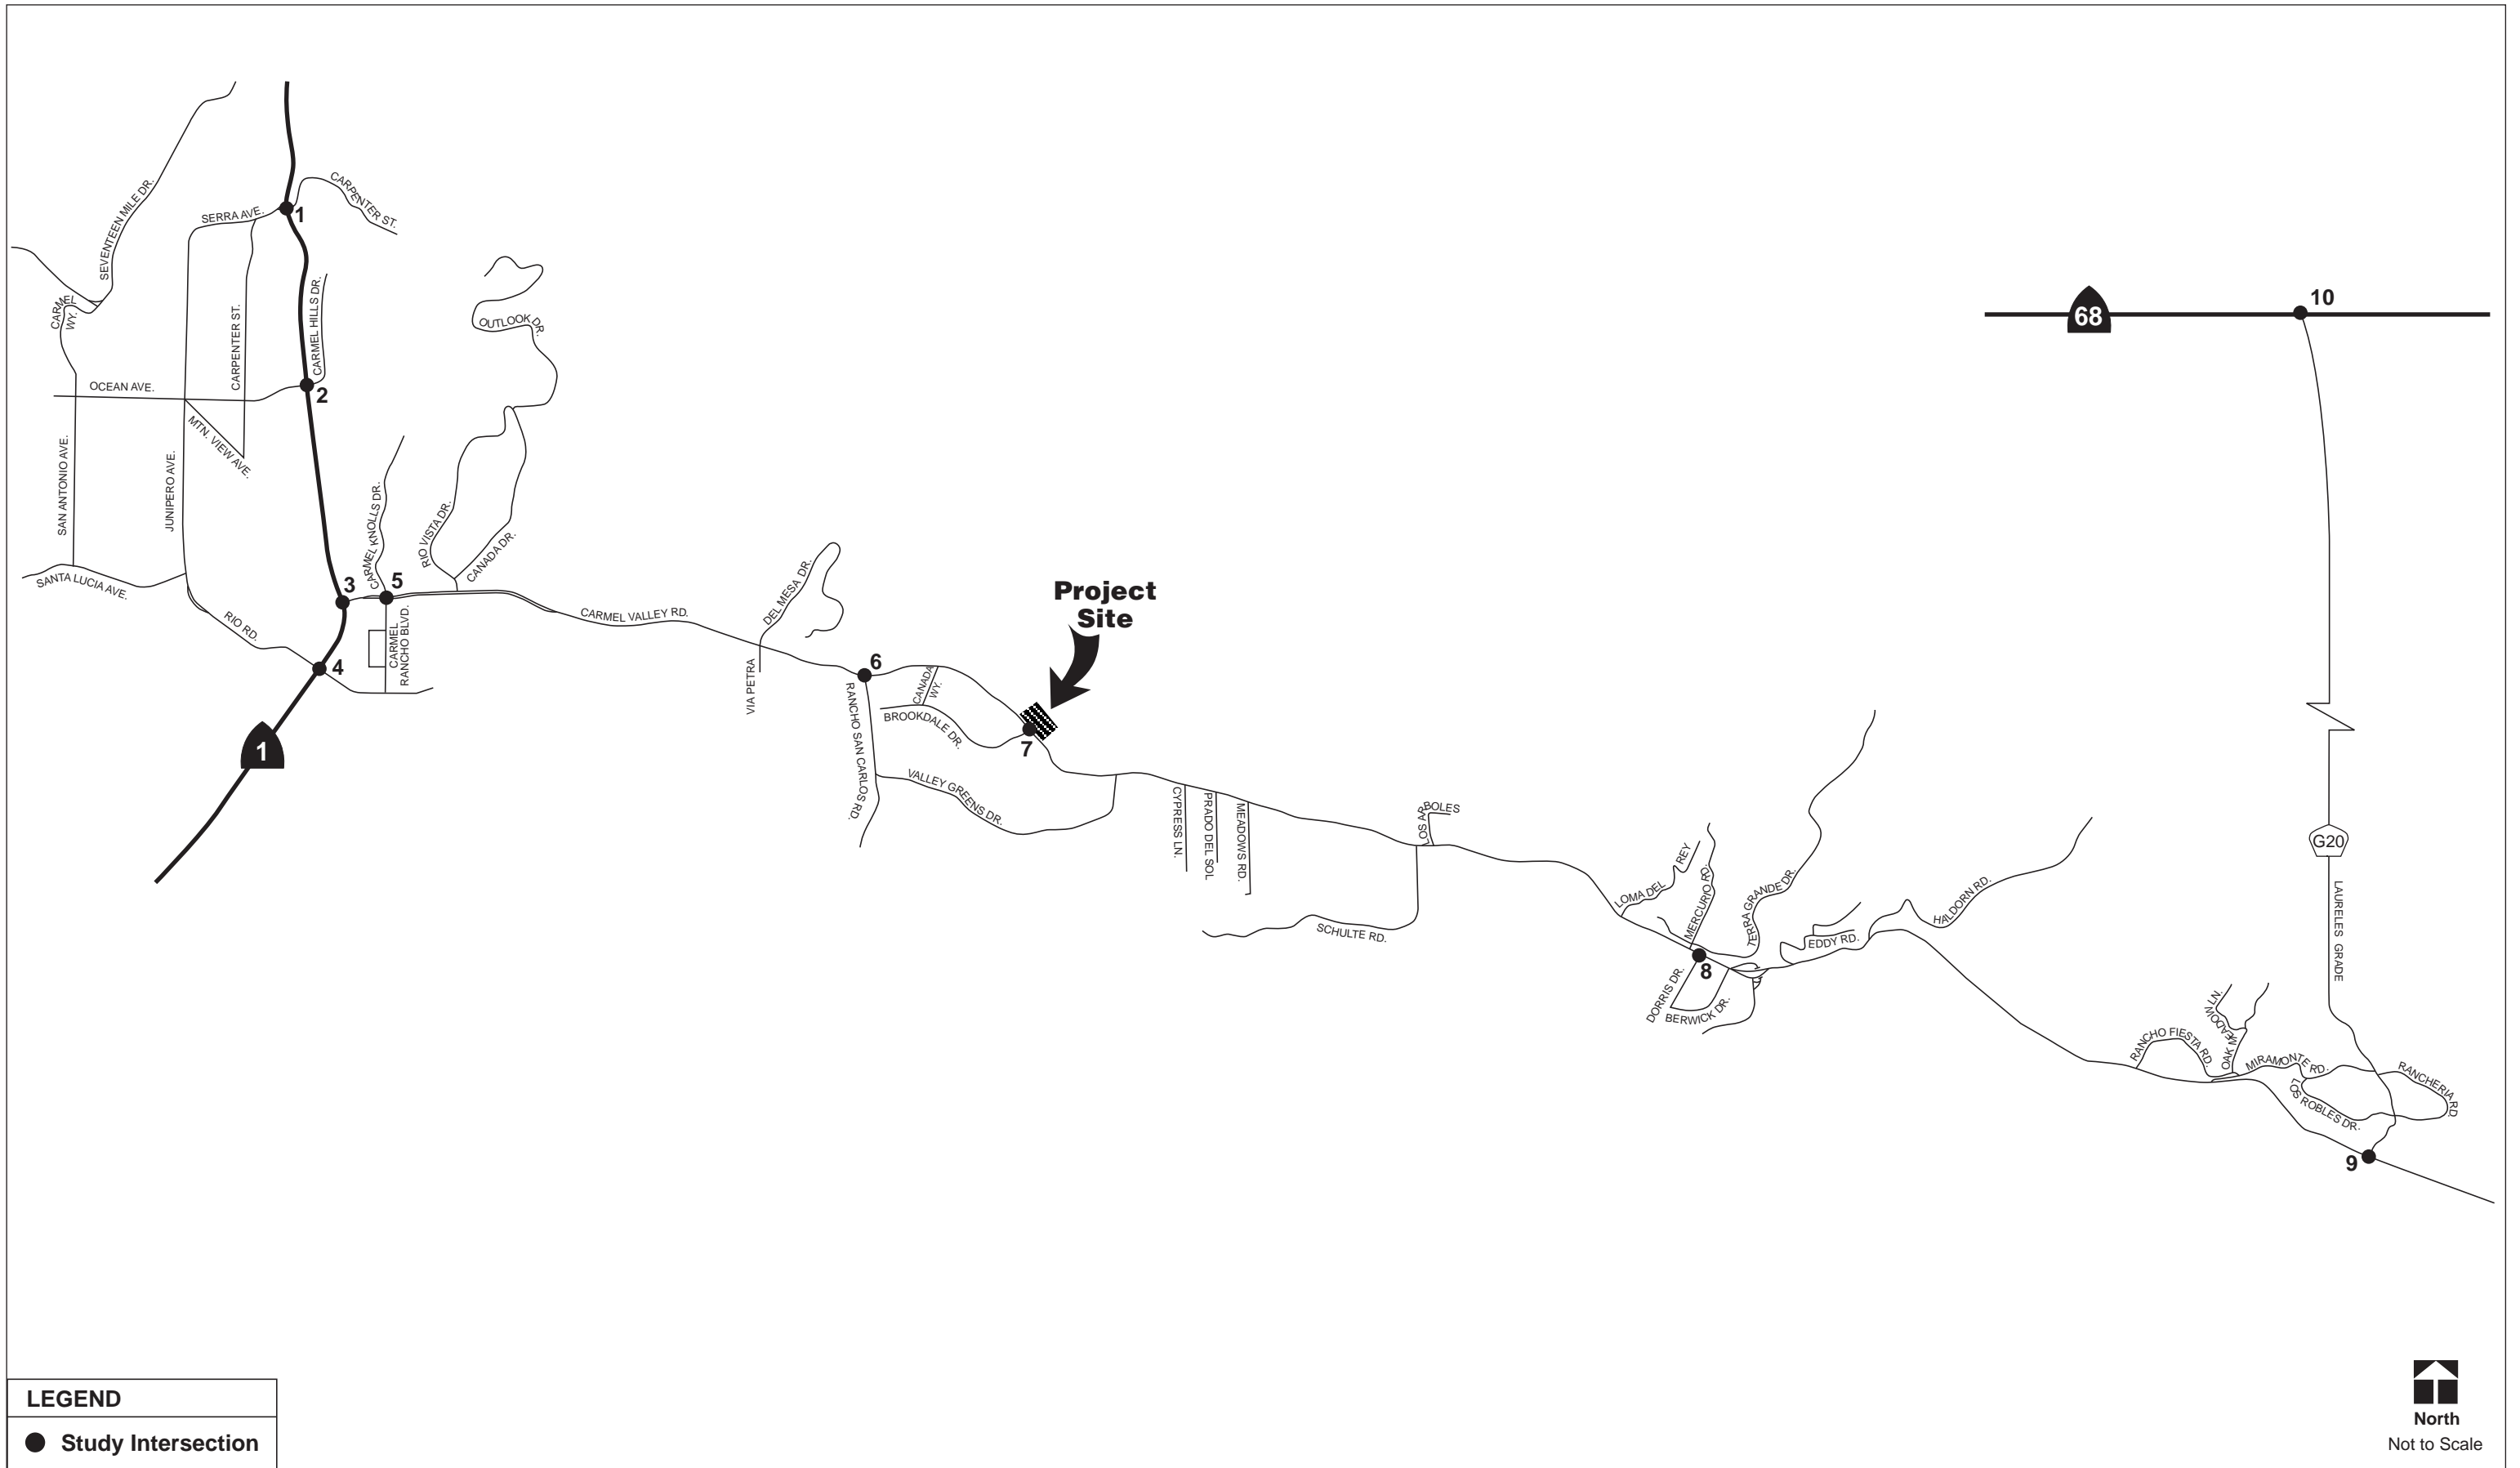 SEVENTEEN MILE DR.
CARPENTER ST.
SERRA AVE.
1
CARMEL
WY.
CARPENTER ST.
CARMEL HILLS DR.
OUTLOOK DR.
OCEAN AVE.
2
MTN. VIEW AVE.
SAN ANTONIO AVE.
JUNIPERO AVE.
CARMEL KNOLLS DR.
RIO VISTA DR.
CANADA DR.
SANTA LUCIA AVE.
3
5
RIO RD.
4
CARMEL
RANCHO BLVD.
1
CARMEL VALLEY RD.
DEL MESA DR.
VIA PETRA
6
RANCHO SAN CARLOS RD.
CANADA
WY.
BROOKDALE DR.
Project
Site
7
VALLEY GREENS DR.
CYPRESS LN.
PRADO DEL SOL
MEADOWS RD.
LOS ARBOLES
SCHULTE RD.
LOMA DEL REY
MERCURIO RD.
TERRA GRANDE DR.
8
DORRIS DR.
BERWICK DR.
EDDY RD.
HALDORN RD.
68
10
G20
LAURELES GRADE
RANCHO FIESTA RD.
OAK MEADOW LN.
MIRAMONTE RD.
LOS ROBLES DR.
RANCHERIA RD.
9
LEGEND
Study Intersection
North
Not to Scale